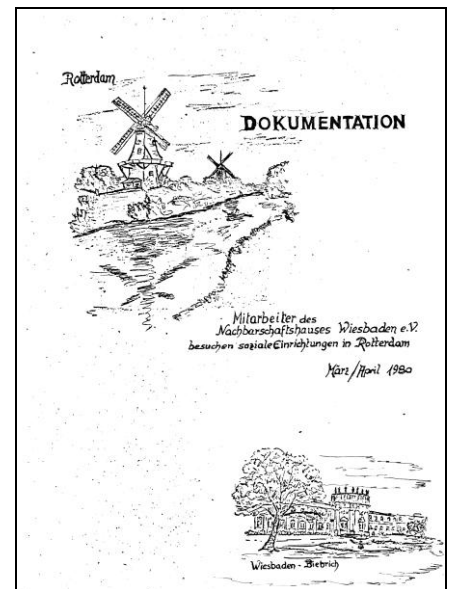 Rotterdam
DOKUMENTATION
Mitarbeiter des
Nachbarschaftshauses Wiesbaden e.V.
besuchen soziale Einrichtungen in Rotterdam
März/April 1980
Wiesbaden - Biebrich